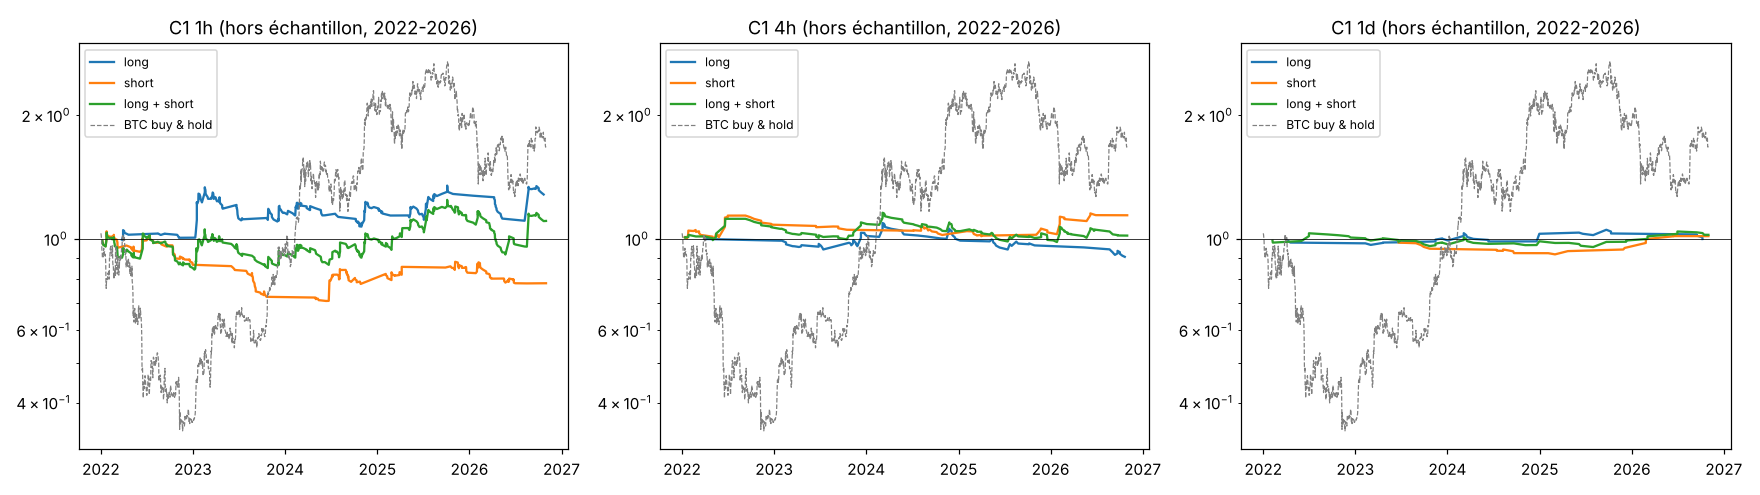 C1 1h (hors échantillon, 2022-2026)
long
short
long + short
BTC buy & hold
2 × 10⁰
10⁰
6 × 10⁻¹
4 × 10⁻¹
2022 2023 2024 2025 2026 2027
C1 4h (hors échantillon, 2022-2026)
long
short
long + short
BTC buy & hold
2 × 10⁰
10⁰
6 × 10⁻¹
4 × 10⁻¹
2022 2023 2024 2025 2026 2027
C1 1d (hors échantillon, 2022-2026)
long
short
long + short
BTC buy & hold
2 × 10⁰
10⁰
6 × 10⁻¹
4 × 10⁻¹
2022 2023 2024 2025 2026 2027